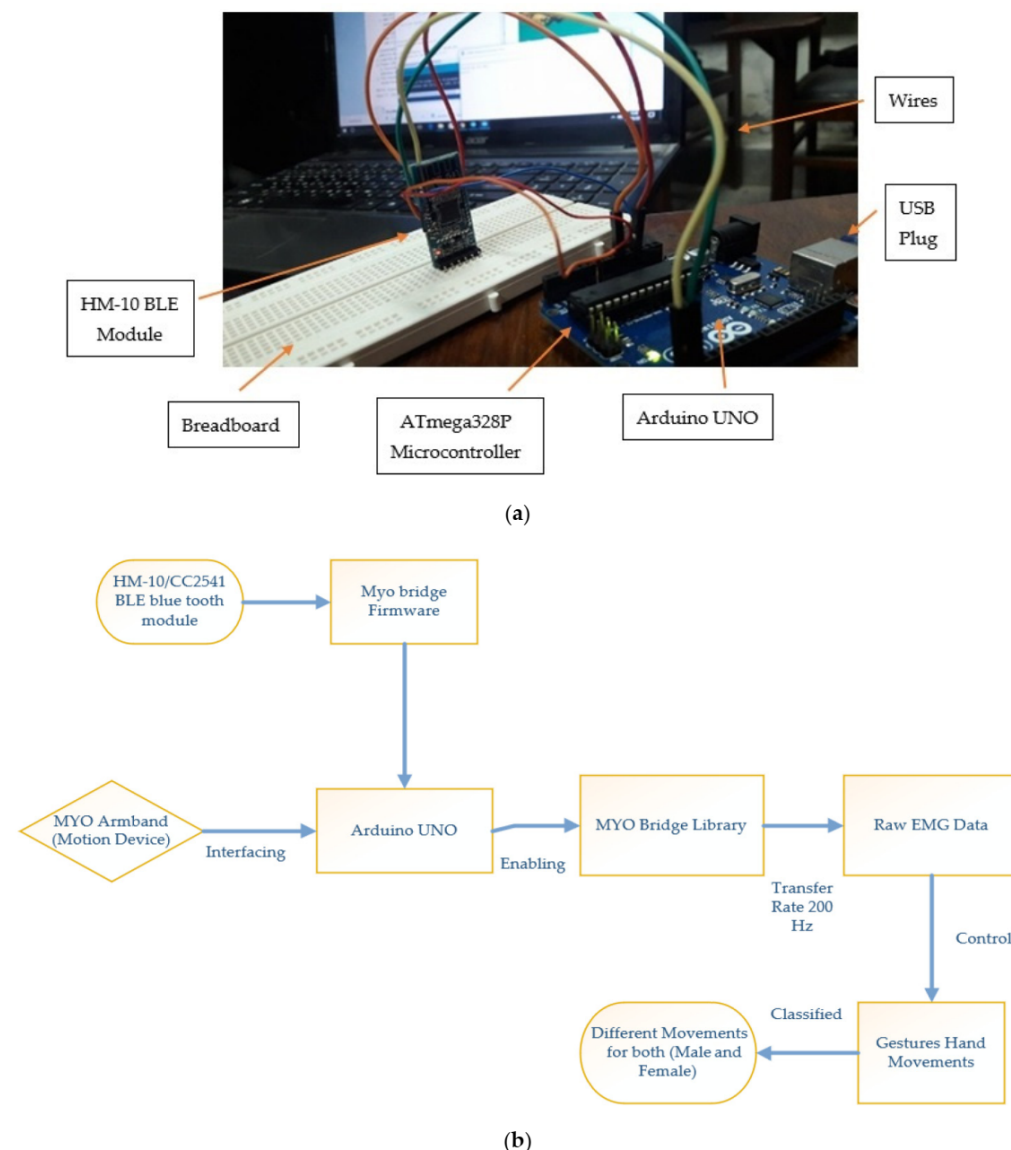 Wires
USB
Plug
HM-10 BLE
Module
Breadboard
ATmega328P
Microcontroller
Arduino UNO
acer
(a)
HM-10/CC2541
BLE blue tooth
module
Myo bridge
Firmware
MYO Armband
(Motion Device)
Interfacing
Arduino UNO
Enabling
MYO Bridge Library
Transfer
Rate 200
Hz
Raw EMG Data
Control
Classified
Different Movements
for both (Male and
Female)
Gestures Hand
Movements
(b)